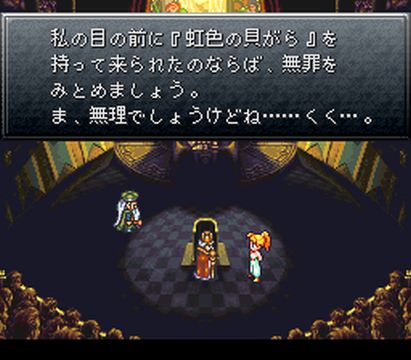 私の目の前に『虹色の貝がら』を
持って来られたのならば、無罪を
みとめましょう。
ま、無理でしょうけどね……くく…。